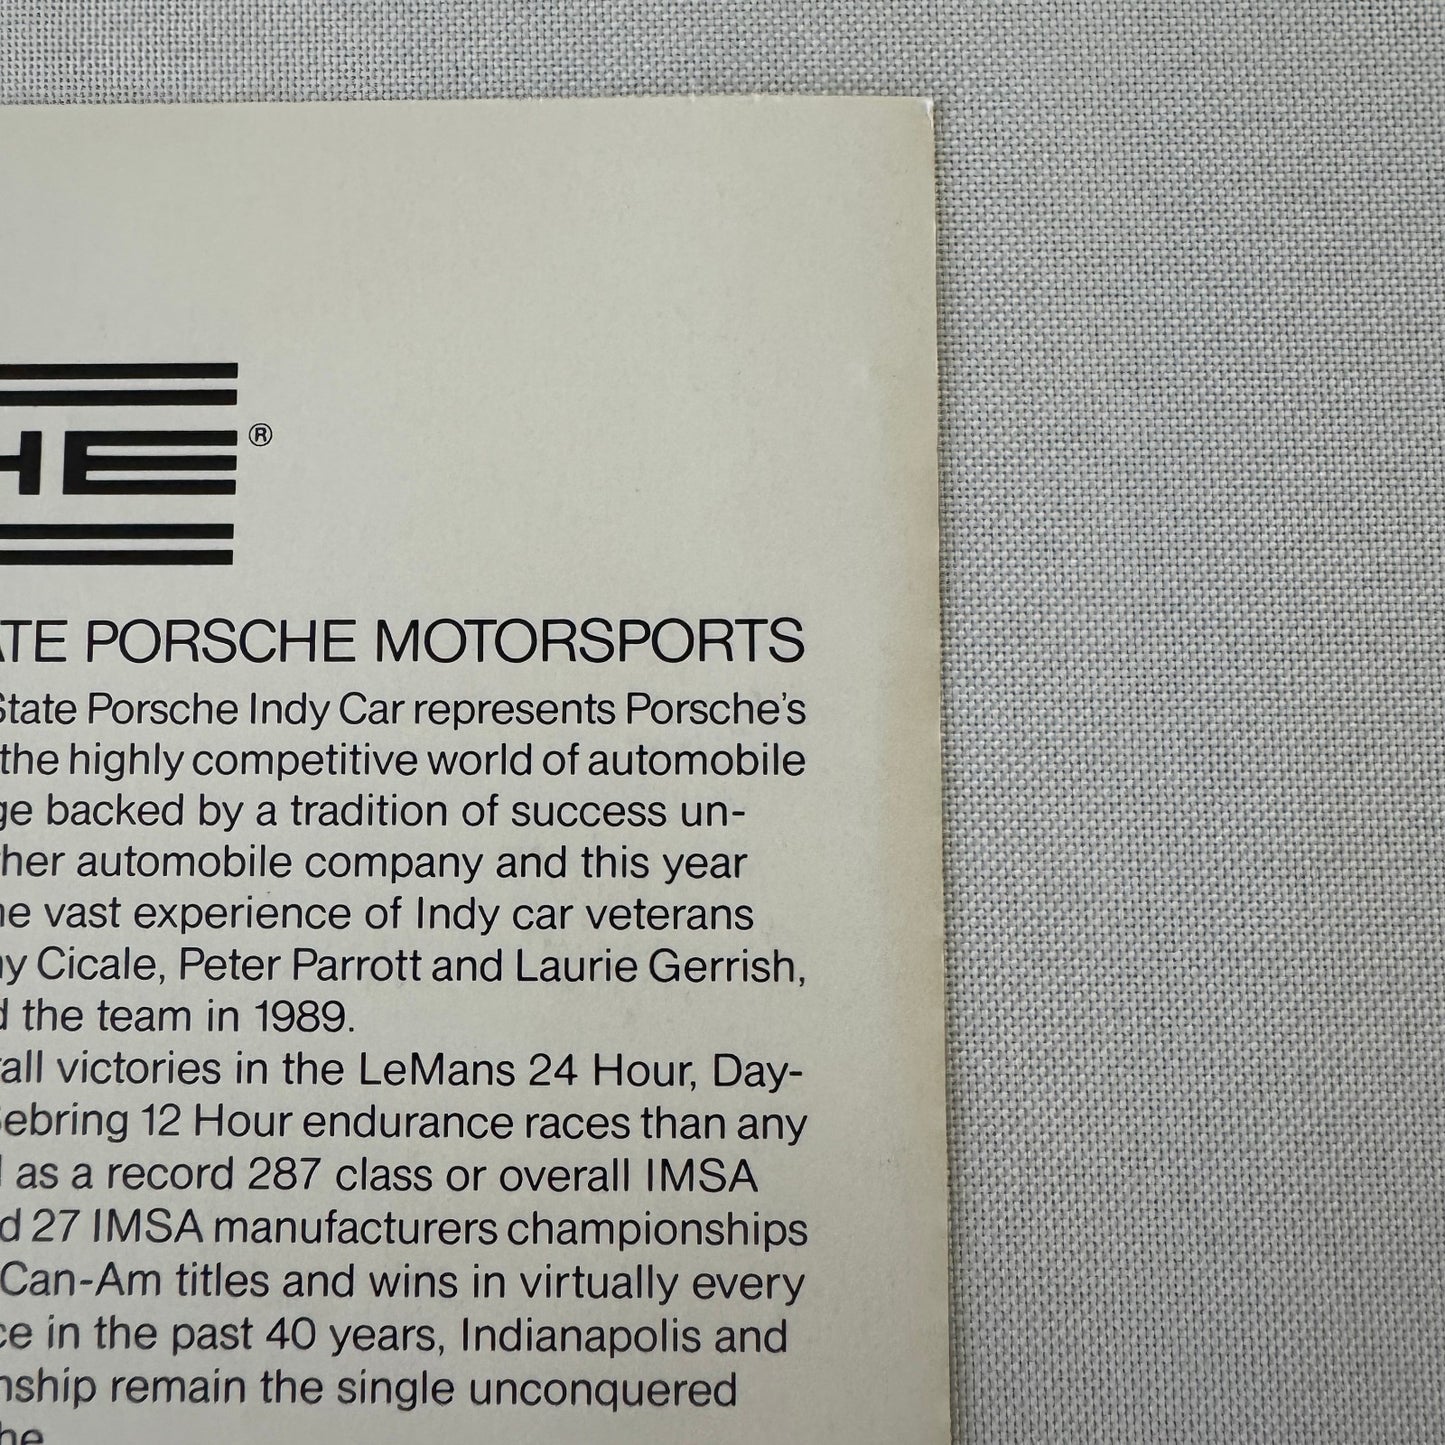 HE®
ATE PORSCHE MOTORSPORTS
State Porsche Indy Car represents Porsche's
the highly competitive world of automobile
ge backed by a tradition of success un-
her automobile company and this year
he vast experience of Indy car veterans
ny Cicale, Peter Parrott and Laurie Gerrish,
d the team in 1989.
rall victories in the LeMans 24 Hour, Day-
Sebring 12 Hour endurance races than any
l as a record 287 class or overall IMSA
d 27 IMSA manufacturers championships
Can-Am titles and wins in virtually every
ce in the past 40 years, Indianapolis and
nship remain the single unconquered
he.